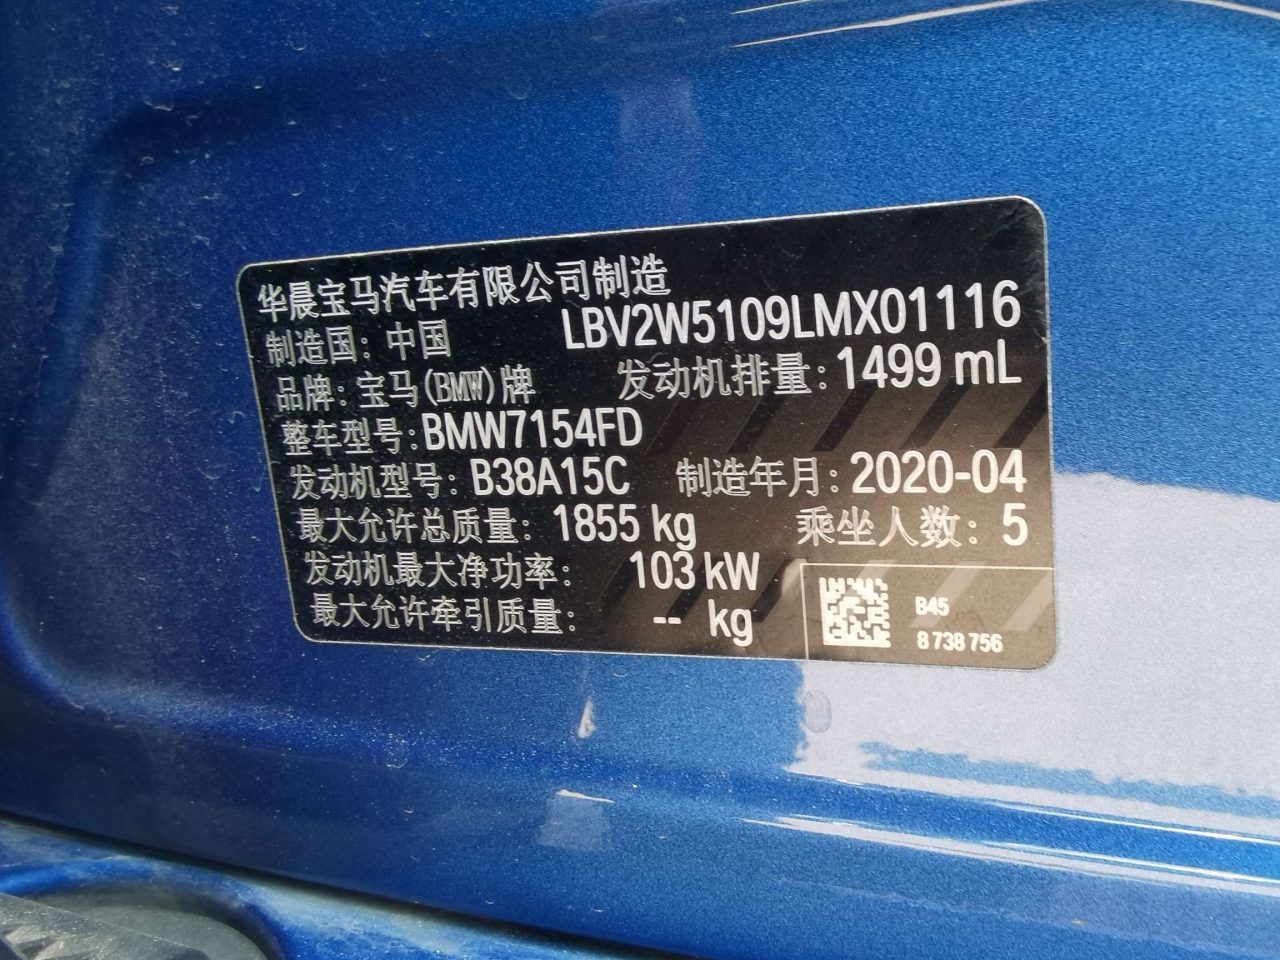 华晨宝马汽车有限公司制造
制造国：中国 LBV2W5109LMX01116
品牌：宝马(BMW)牌 发动机排量：1499 mL
整车型号：BMW7154FD
发动机型号：B38A15C 制造年月：2020-04
最大允许总质量：1855 kg 乘坐人数：5
发动机最大净功率：103 kW
最大允许牵引质量：-- kg
B45
8 738 756